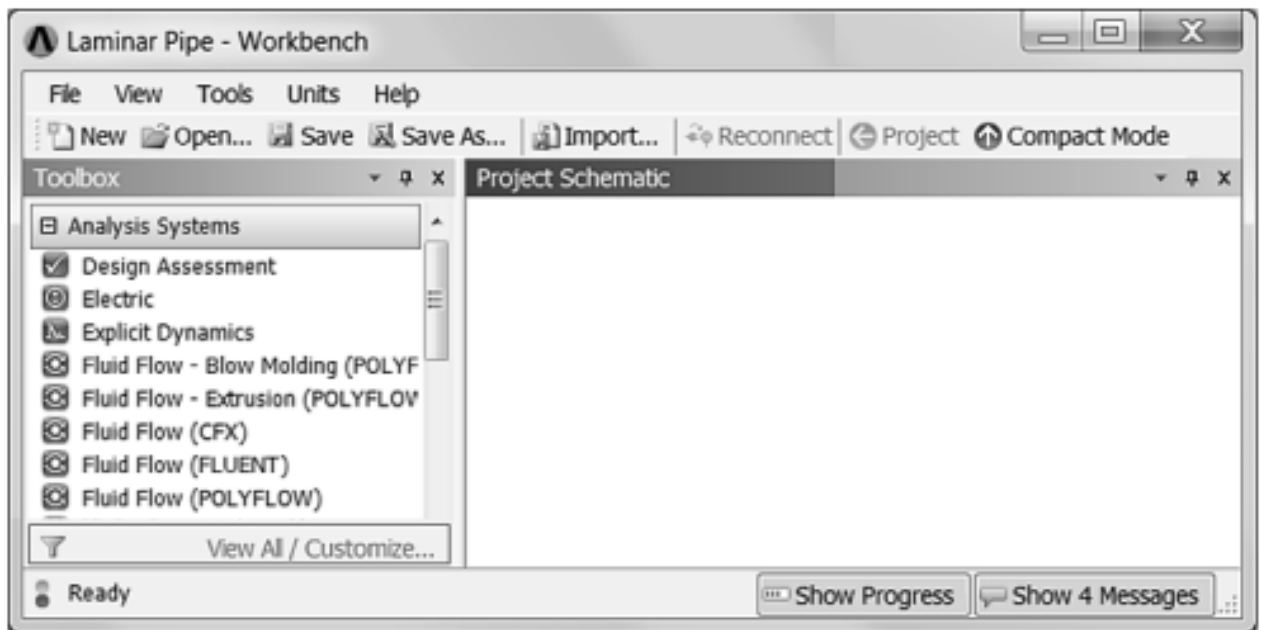 Laminar Pipe - Workbench
File View Tools Units Help
New Open... Save Save As... Import... Reconnect Project Compact Mode
Toolbox
Project Schematic
Analysis Systems
Design Assessment
Electric
Explicit Dynamics
Fluid Flow - Blow Molding (POLYF
Fluid Flow - Extrusion (POLYFLOW
Fluid Flow (CFX)
Fluid Flow (FLUENT)
Fluid Flow (POLYFLOW)
View All / Customize...
Ready
Show Progress Show 4 Messages